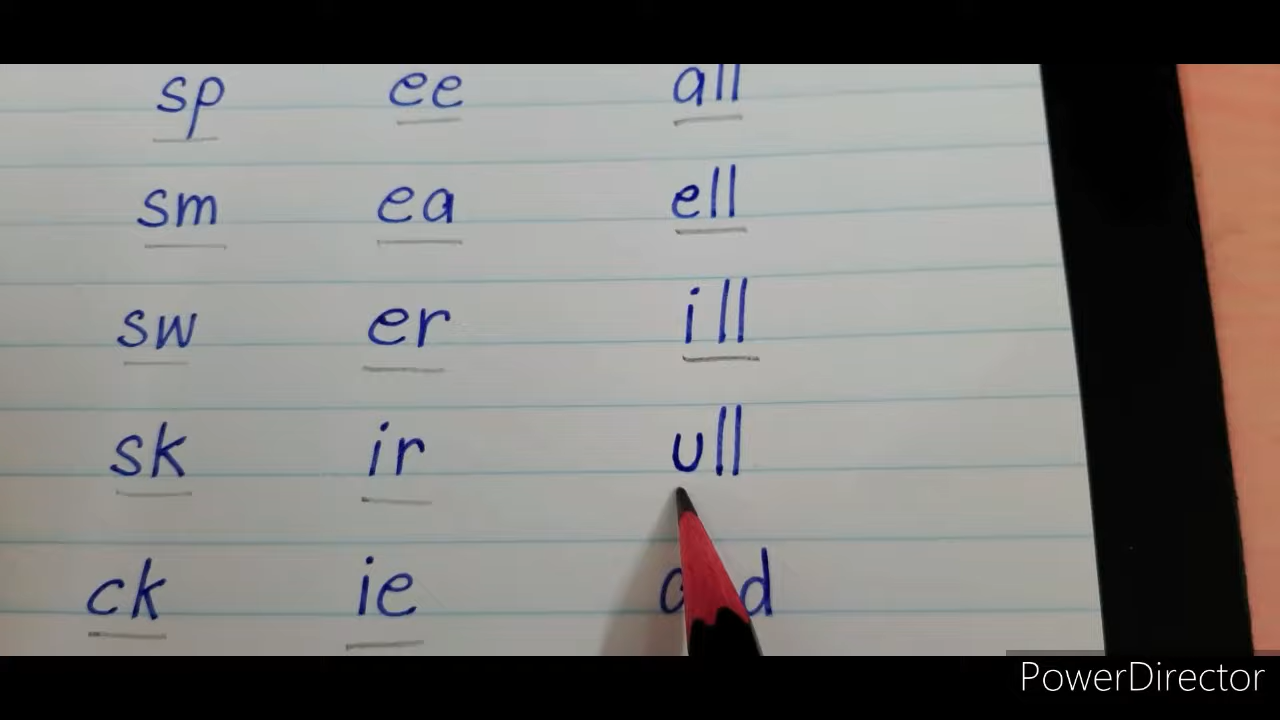 sp ee all
sm ea ell
sw er ill
sk ir ull
ck ie
PowerDirector